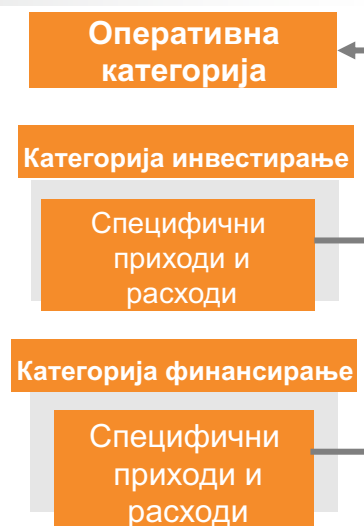 Оперативна
категорија
Категорија инвестирање
Специфични
приходи и
расходи
Категорија финансирање
Специфични
приходи и
расходи